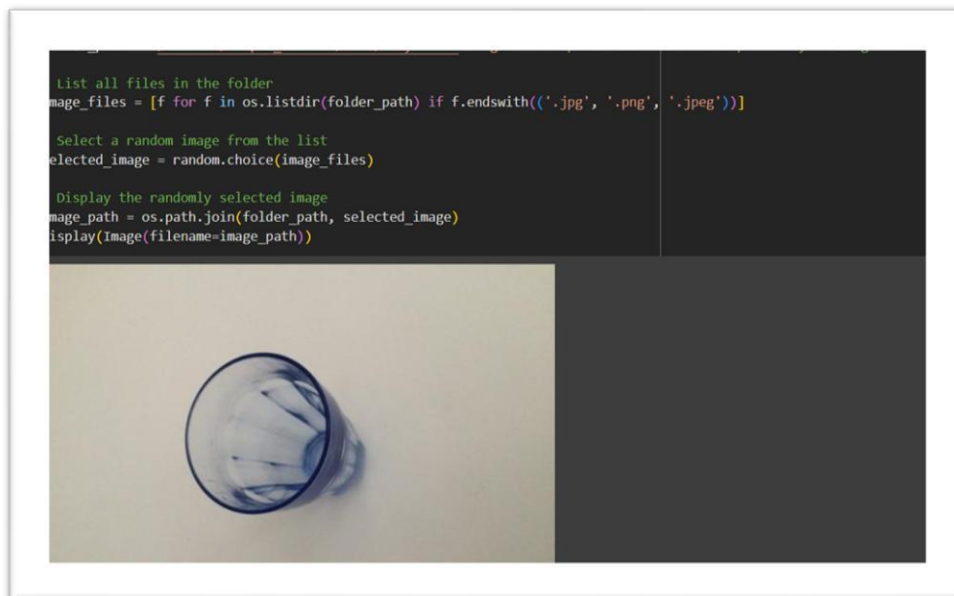 List all files in the folder
mage_files = [f for f in os.listdir(folder_path) if f.endswith(('.jpg', '.png', '.jpeg'))]
Select a random image from the list
elected_image = random.choice(image_files)
Display the randomly selected image
mage_path = os.path.join(folder_path, selected_image)
isplay(Image(filename=image_path))